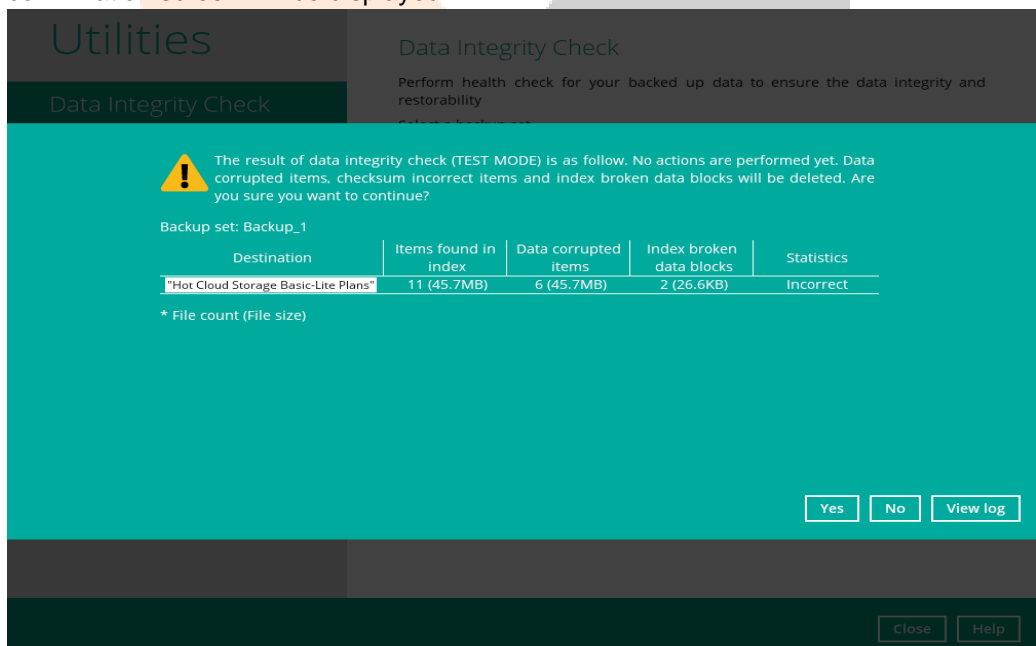 Utilities
Data Integrity Check
Perform health check for your backed up data to ensure the data integrity and
restorability
Data Integrity Check
The result of data integrity check (TEST MODE) is as follow. No actions are performed yet. Data
corrupted items, checksum incorrect items and index broken data blocks will be deleted. Are
you sure you want to continue?
Backup set: Backup_1
Destination Items found in index Data corrupted items Index broken data blocks Statistics
"Hot Cloud Storage Basic-Lite Plans" 11 (45.7MB) 6 (45.7MB) 2 (26.6KB) Incorrect
* File count (File size)
Yes No View log
Close Help